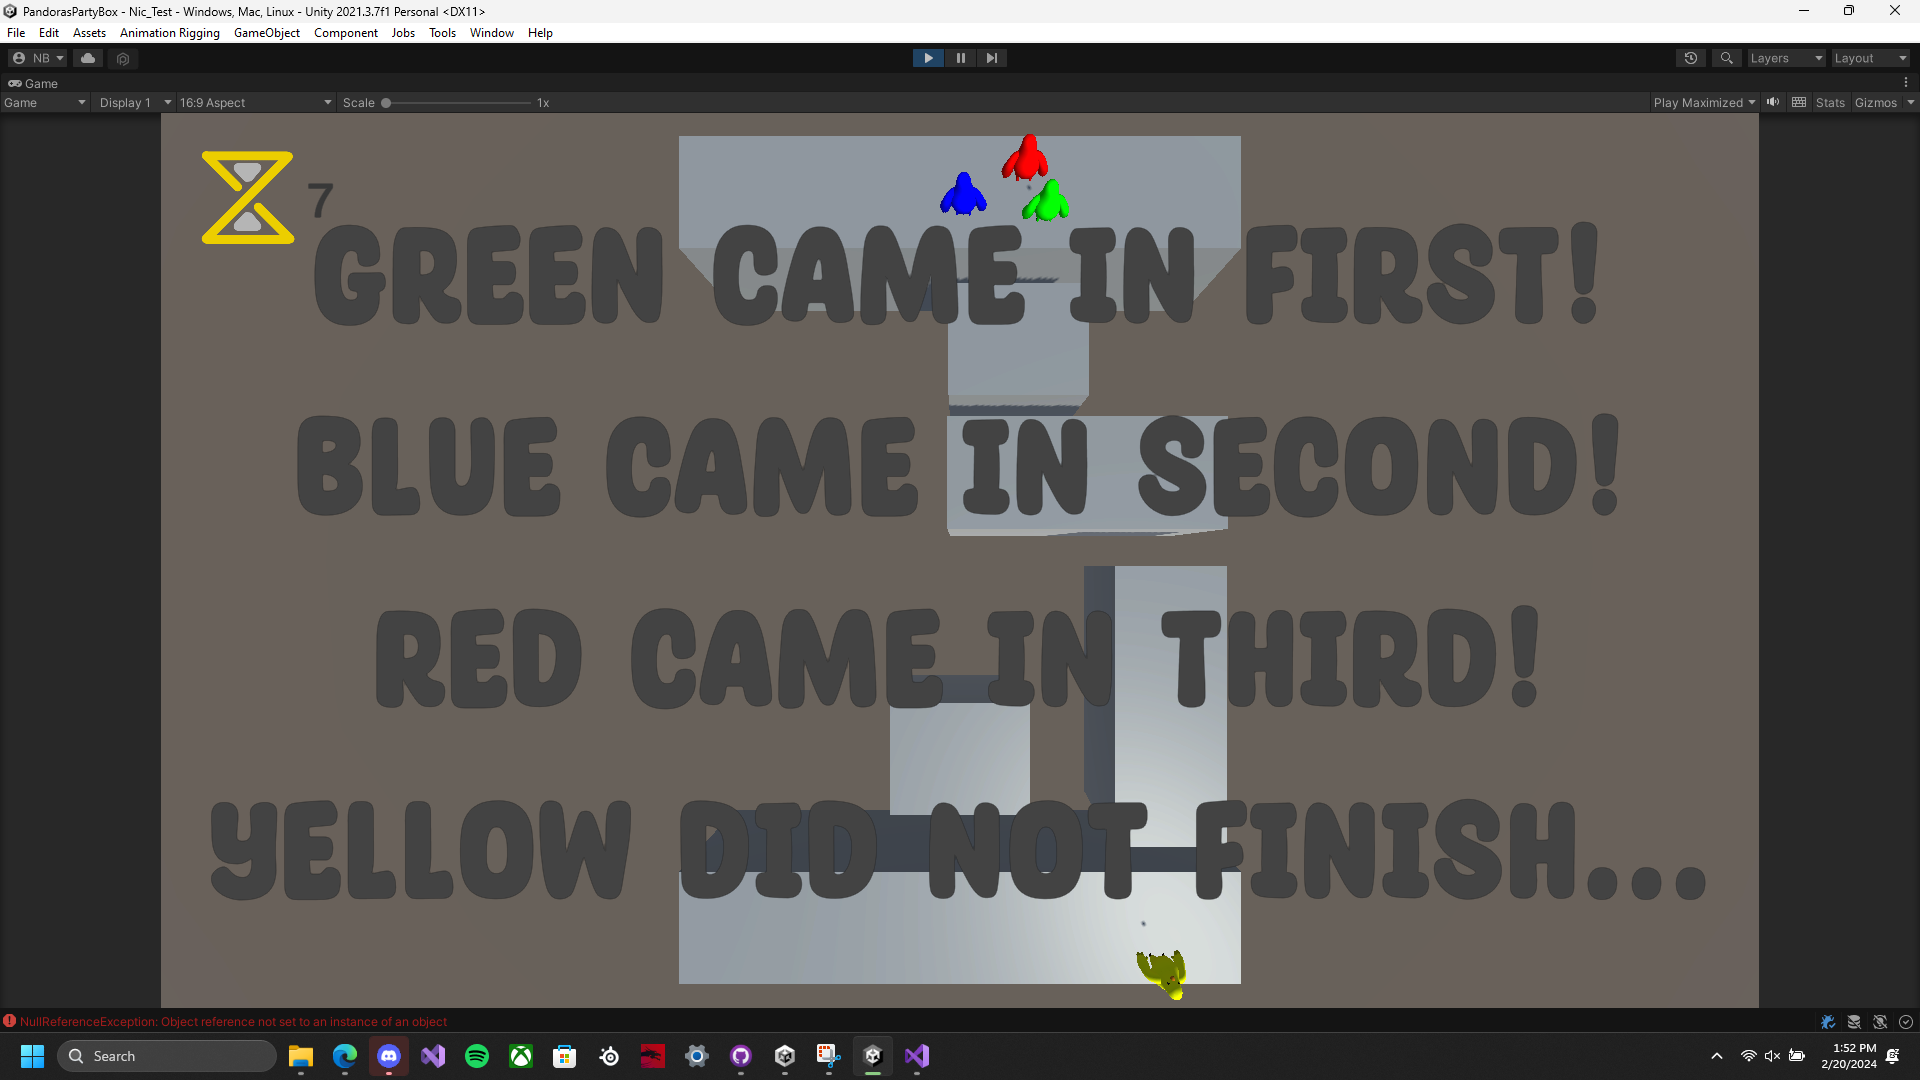 PandorasPartyBox - Nic_Test - Windows, Mac, Linux - Unity 2021.3.7f1 Personal <DX11>
File Edit Assets Animation Rigging GameObject Component Jobs Tools Window Help
NB Layers Layout
Game
Game Display 1 16:9 Aspect Scale 1x Play Maximized Stats Gizmos
7
GREEN CAME IN FIRST!
BLUE CAME IN SECOND!
RED CAME IN THIRD!
YELLOW DID NOT FINISH...
NullReferenceException: Object reference not set to an instance of an object
Search
1:52 PM
2/20/2024